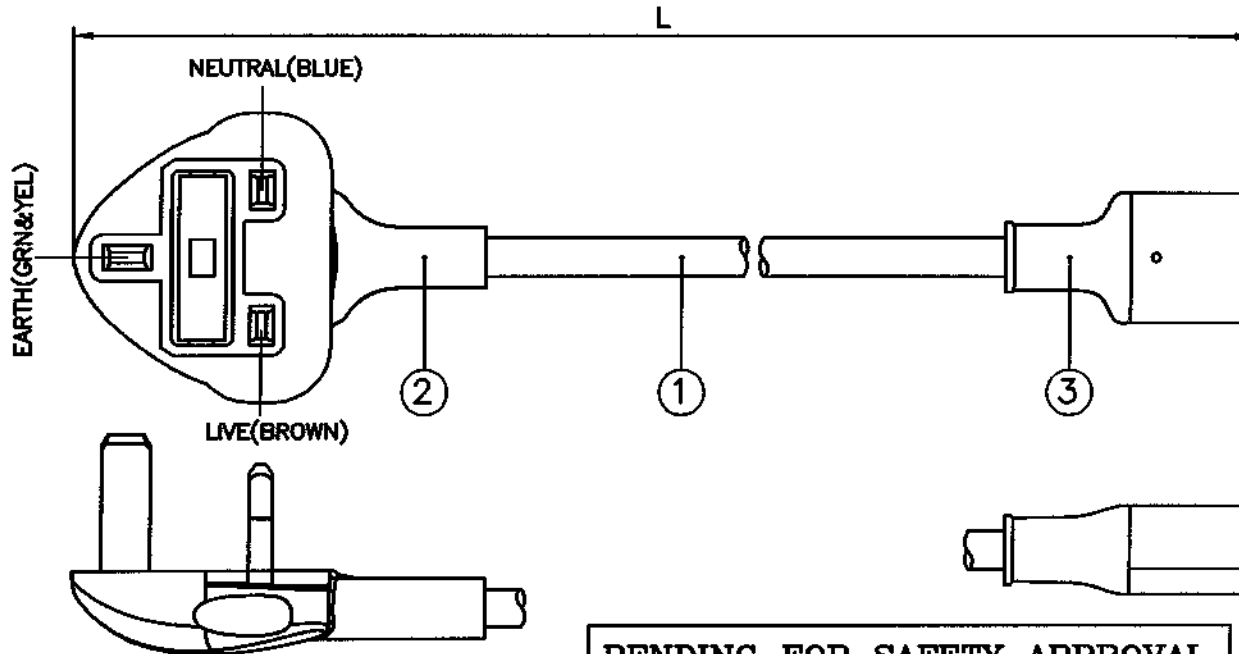 L
NEUTRAL(BLUE)
EARTH(GRN&YEL)
2
1
3
LIVE(BROWN)
PENDING FOR SAFETY APPROVAL